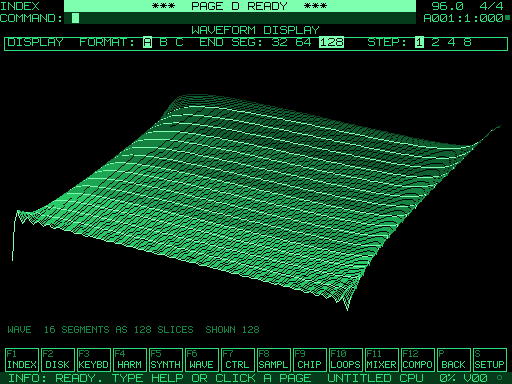 INDEX *** PAGE D READY *** 96.0 4/4
COMMAND: A001:1:000
WAVEFORM DISPLAY
DISPLAY FORMAT: A B C END SEG: 32 64 128 STEP: 1 2 4 8
WAVE 16 SEGMENTS AS 128 SLICES SHOWN 128
F1 F2 F3 F4 F5 F6 F7 F8 F9 F10 F11 F12 P S
INDEX DISK KEYBD HARM SYNTH WAVE CTRL SAMPL CHIP LOOPS MIXER COMPO BACK SETUP
INFO: READY. TYPE HELP OR CLICK A PAGE UNTITLED CPU 0% V00